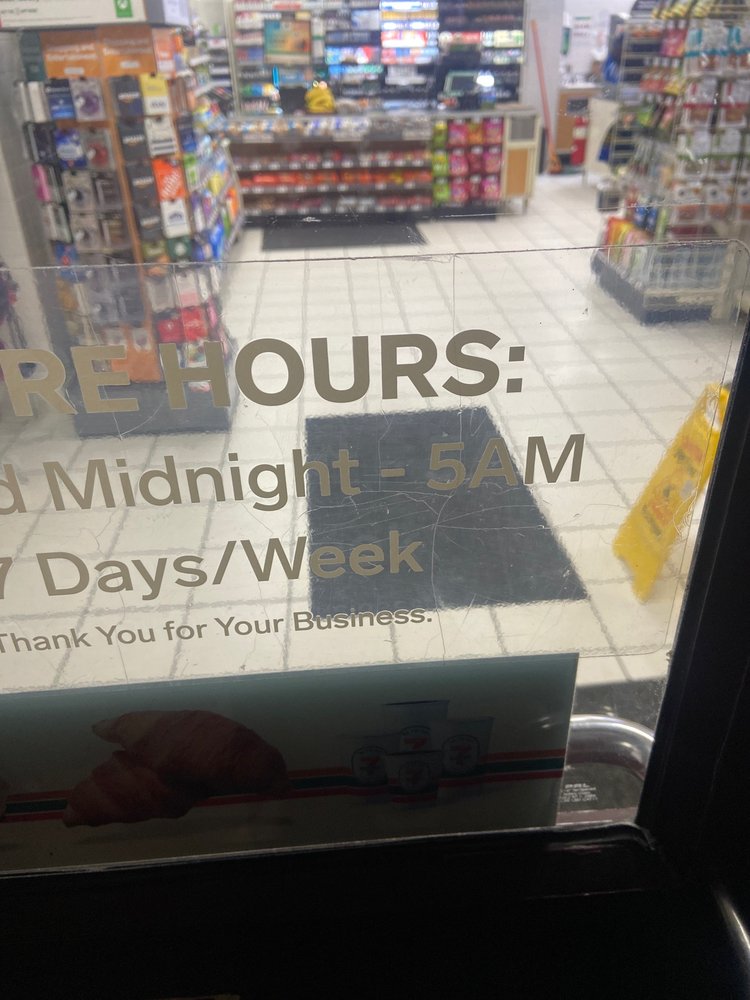 RE HOURS:
d Midnight - 5AM
7 Days/Week
Thank You for Your Business.